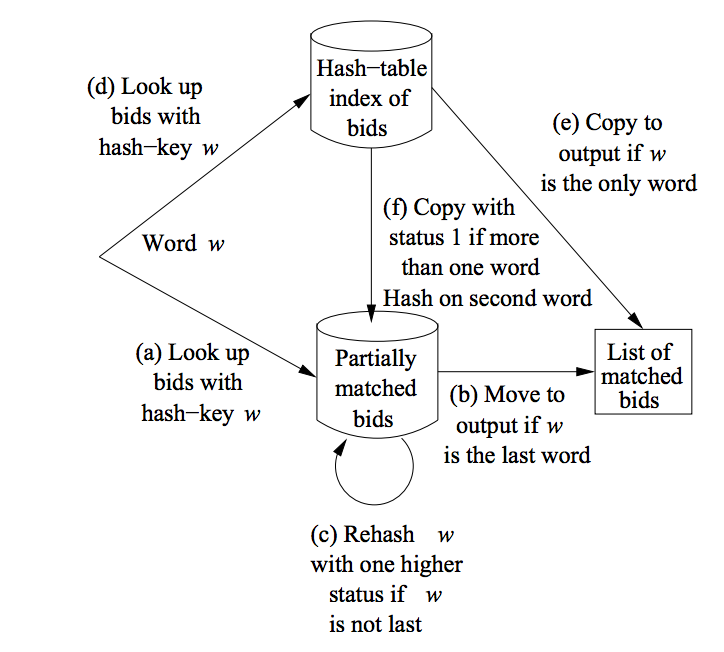 (d) Look up
bids with
hash−key w
Hash−table
index of
bids
(e) Copy to
output if w
is the only word
Word w
(f) Copy with
status 1 if more
than one word
Hash on second word
(a) Look up
bids with
hash−key w
Partially
matched
bids
(b) Move to
output if w
is the last word
List of
matched
bids
(c) Rehash w
with one higher
status if w
is not last